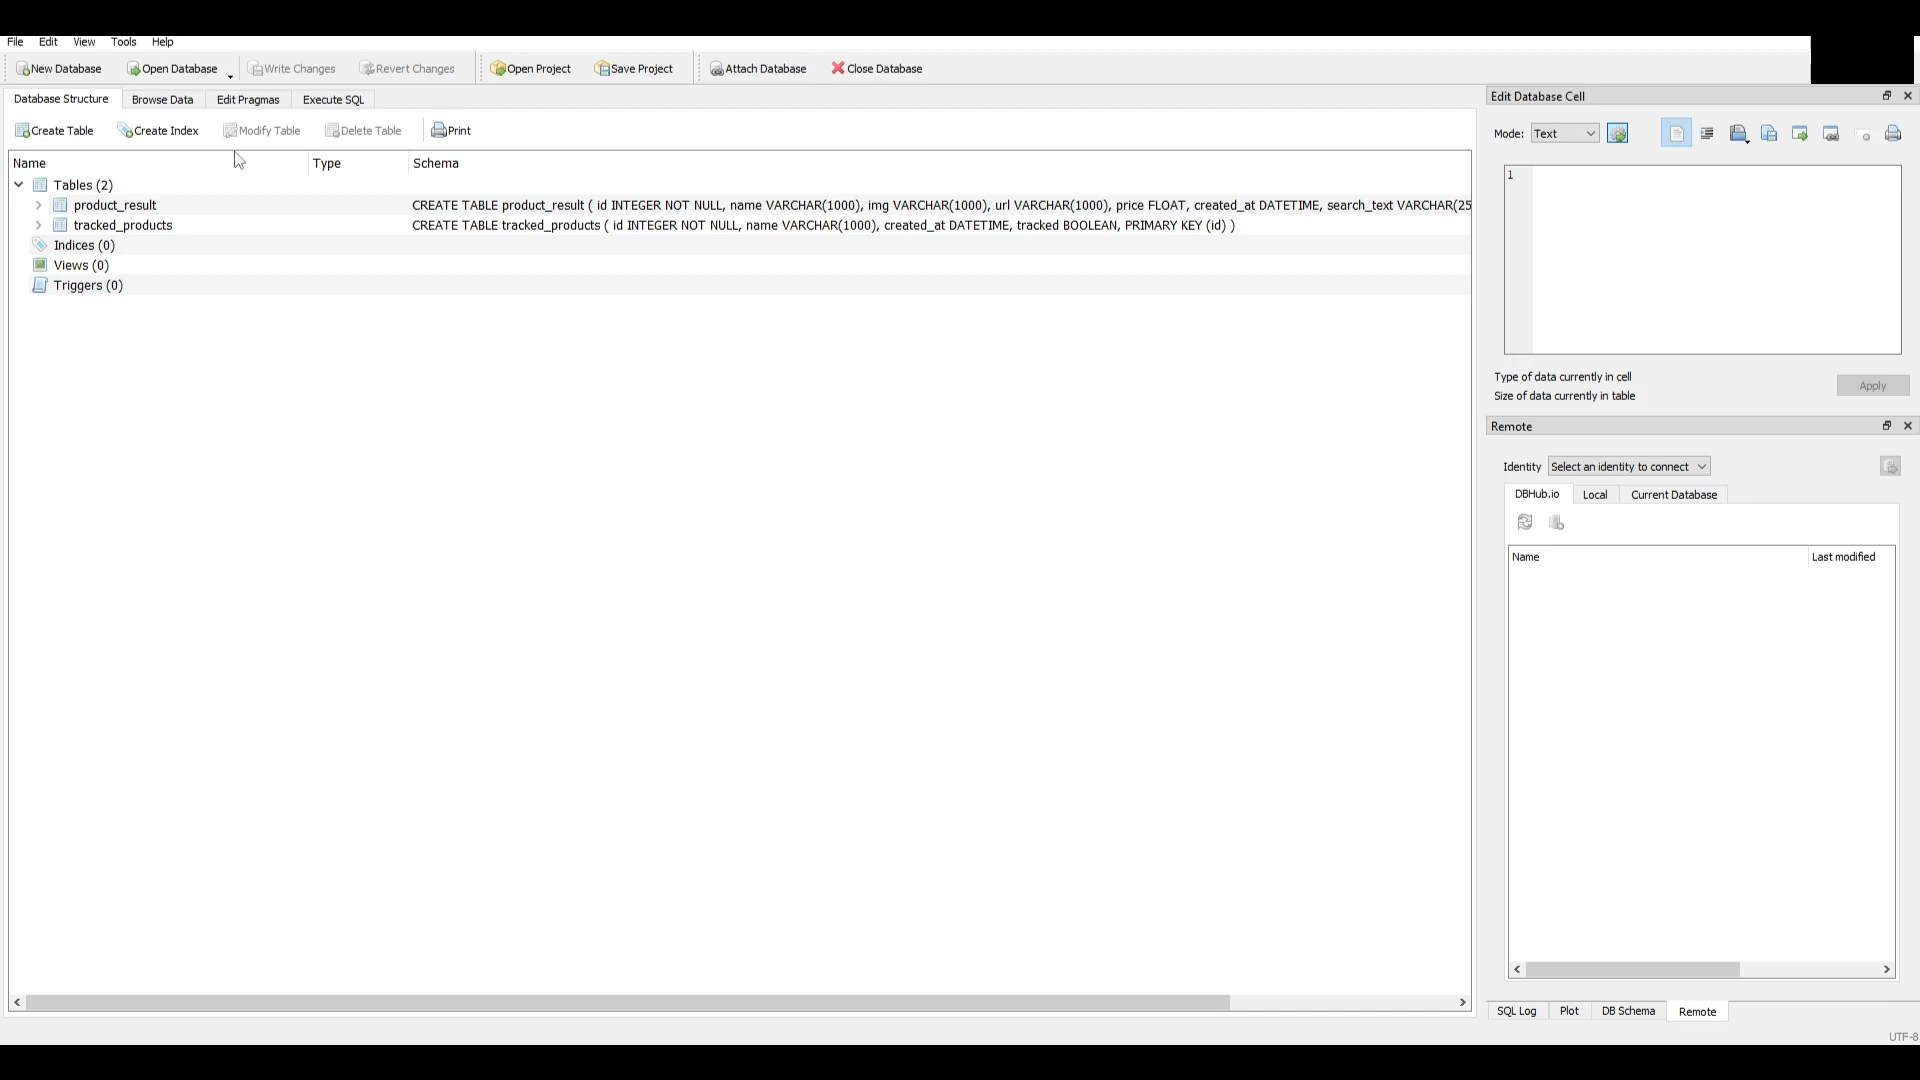 File Edit View Tools Help
New Database Open Database Write Changes Revert Changes Open Project Save Project Attach Database Close Database
Database Structure Browse Data Edit Pragmas Execute SQL
Create Table Create Index Modify Table Delete Table Print
Name Type Schema
Tables (2)
product_result CREATE TABLE product_result ( id INTEGER NOT NULL, name VARCHAR(1000), img VARCHAR(1000), url VARCHAR(1000), price FLOAT, created_at DATETIME, search_text VARCHAR(25
tracked_products CREATE TABLE tracked_products ( id INTEGER NOT NULL, name VARCHAR(1000), created_at DATETIME, tracked BOOLEAN, PRIMARY KEY (id) )
Indices (0)
Views (0)
Triggers (0)
Edit Database Cell
Mode: Text
1
Type of data currently in cell
Size of data currently in table
Apply
Remote
Identity Select an identity to connect
DBHub.io Local Current Database
Name Last modified
SQL Log Plot DB Schema Remote
UTF-8